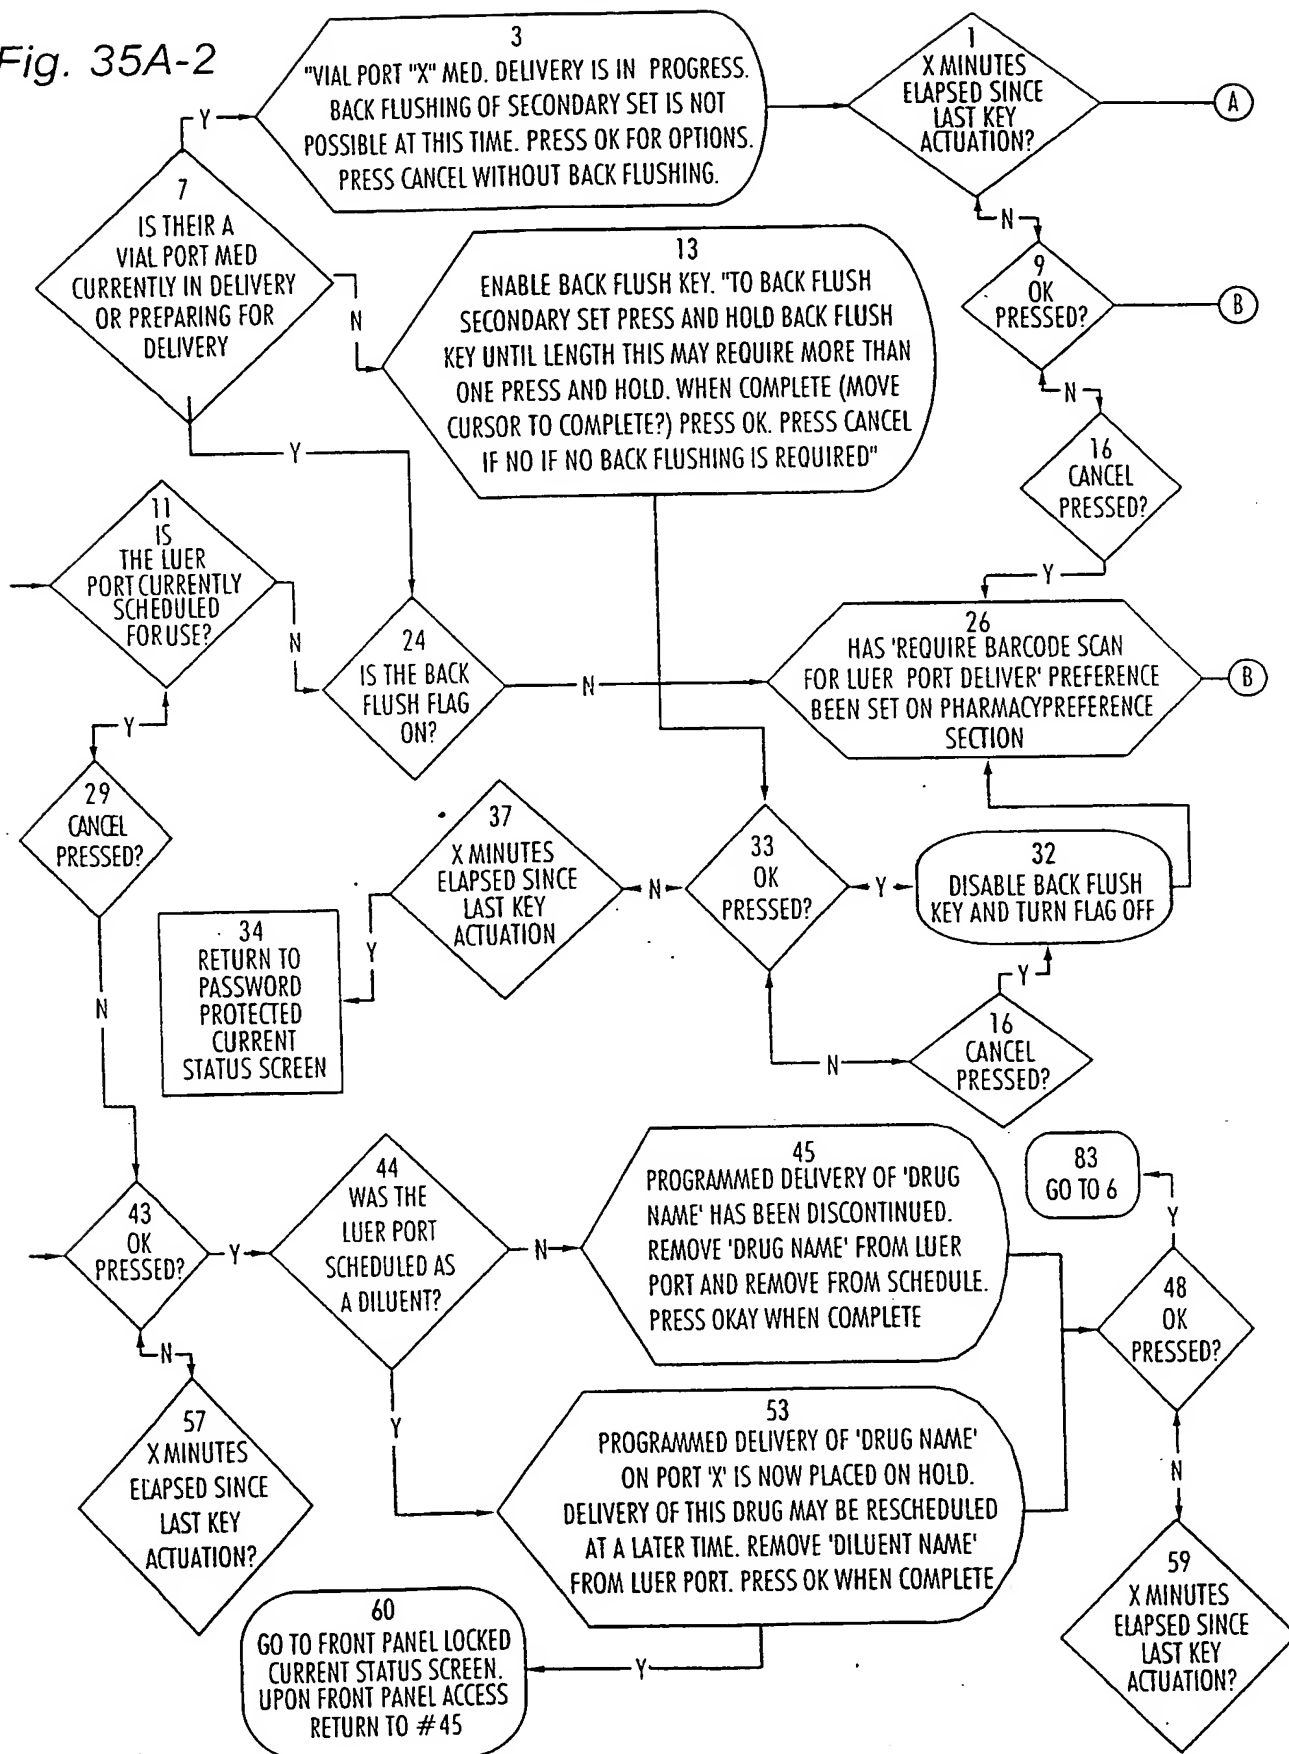 Fig. 35A-2
3
"VIAL PORT "X" MED. DELIVERY IS IN PROGRESS.
BACK FLUSHING OF SECONDARY SET IS NOT
POSSIBLE AT THIS TIME. PRESS OK FOR OPTIONS.
PRESS CANCEL WITHOUT BACK FLUSHING.
1
X MINUTES
ELAPSED SINCE
LAST KEY
ACTUATION?
A
Y
7
IS THEIR A
VIAL PORT MED
CURRENTLY IN DELIVERY
OR PREPARING FOR
DELIVERY
N
Y
13
ENABLE BACK FLUSH KEY. "TO BACK FLUSH
SECONDARY SET PRESS AND HOLD BACK FLUSH
KEY UNTIL LENGTH THIS MAY REQUIRE MORE THAN
ONE PRESS AND HOLD. WHEN COMPLETE (MOVE
CURSOR TO COMPLETE?) PRESS OK. PRESS CANCEL
IF NO IF NO BACK FLUSHING IS REQUIRED"
N
9
OK
PRESSED?
B
N
16
CANCEL
PRESSED?
Y
11
IS
THE LUER
PORT CURRENTLY
SCHEDULED
FOR USE?
N
24
IS THE BACK
FLUSH FLAG
ON?
N
26
HAS 'REQUIRE BARCODE SCAN
FOR LUER PORT DELIVER' PREFERENCE
BEEN SET ON PHARMACYPREFERENCE
SECTION
B
Y
29
CANCEL
PRESSED?
N
37
X MINUTES
ELAPSED SINCE
LAST KEY
ACTUATION
N
33
OK
PRESSED?
Y
32
DISABLE BACK FLUSH
KEY AND TURN FLAG OFF
Y
34
RETURN TO
PASSWORD
PROTECTED
CURRENT
STATUS SCREEN
Y
N
16
CANCEL
PRESSED?
43
OK
PRESSED?
Y
44
WAS THE
LUER PORT
SCHEDULED AS
A DILUENT?
N
45
PROGRAMMED DELIVERY OF 'DRUG
NAME' HAS BEEN DISCONTINUED.
REMOVE 'DRUG NAME' FROM LUER
PORT AND REMOVE FROM SCHEDULE.
PRESS OKAY WHEN COMPLETE
83
GO TO 6
Y
48
OK
PRESSED?
N
57
X MINUTES
ELAPSED SINCE
LAST KEY
ACTUATION?
Y
53
PROGRAMMED DELIVERY OF 'DRUG NAME'
ON PORT 'X' IS NOW PLACED ON HOLD.
DELIVERY OF THIS DRUG MAY BE RESCHEDULED
AT A LATER TIME. REMOVE 'DILUENT NAME'
FROM LUER PORT. PRESS OK WHEN COMPLETE
N
59
X MINUTES
ELAPSED SINCE
LAST KEY
ACTUATION?
60
GO TO FRONT PANEL LOCKED
CURRENT STATUS SCREEN.
UPON FRONT PANEL ACCESS
RETURN TO #45
Y